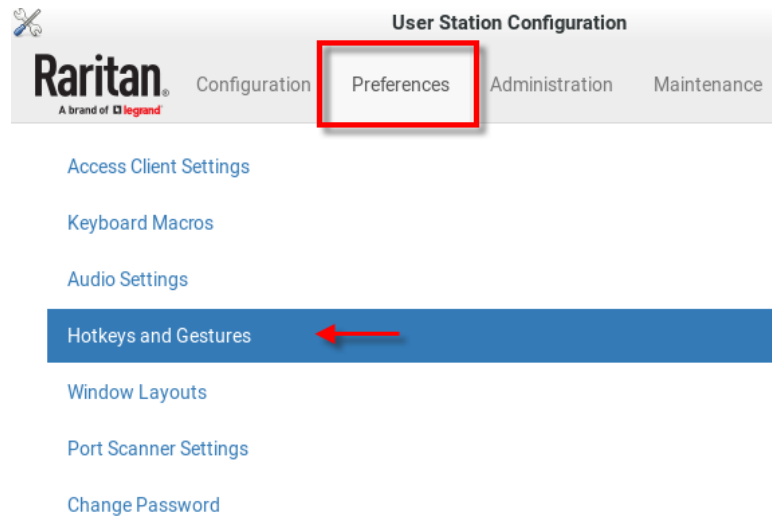 User Station Configuration
Raritan.
A brand of legrand
Configuration
Preferences
Administration
Maintenance
Access Client Settings
Keyboard Macros
Audio Settings
Hotkeys and Gestures
Window Layouts
Port Scanner Settings
Change Password